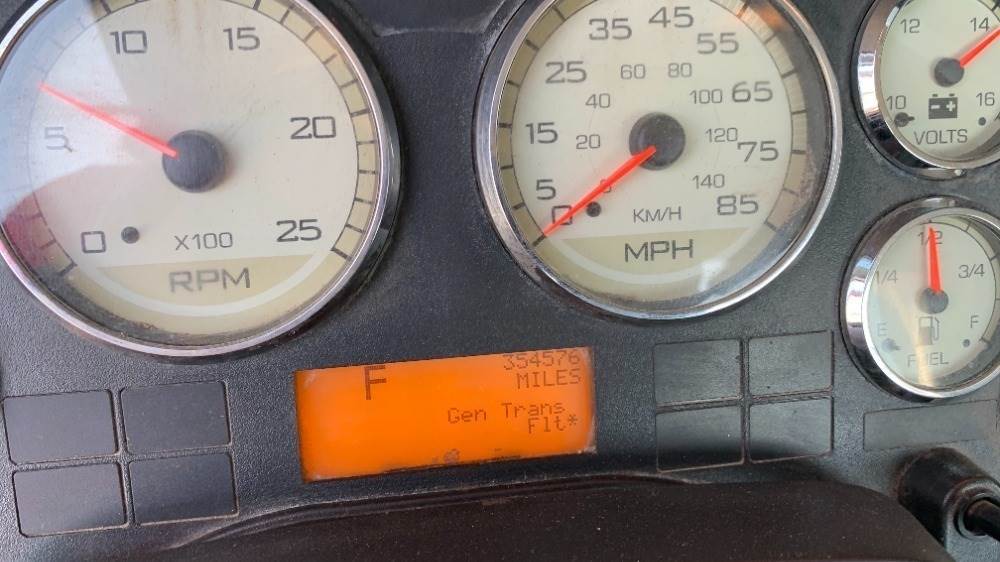 10 15
5 20
0 25
X100
RPM
35 45
25 55
15 65
5 75
0 85
60 80
40 100
20 120
0 140
KM/H
MPH
12 14
10 16
VOLTS
1/2
1/4 3/4
E F
FUEL
F
354576
MILES
Gen Trans
Flt*